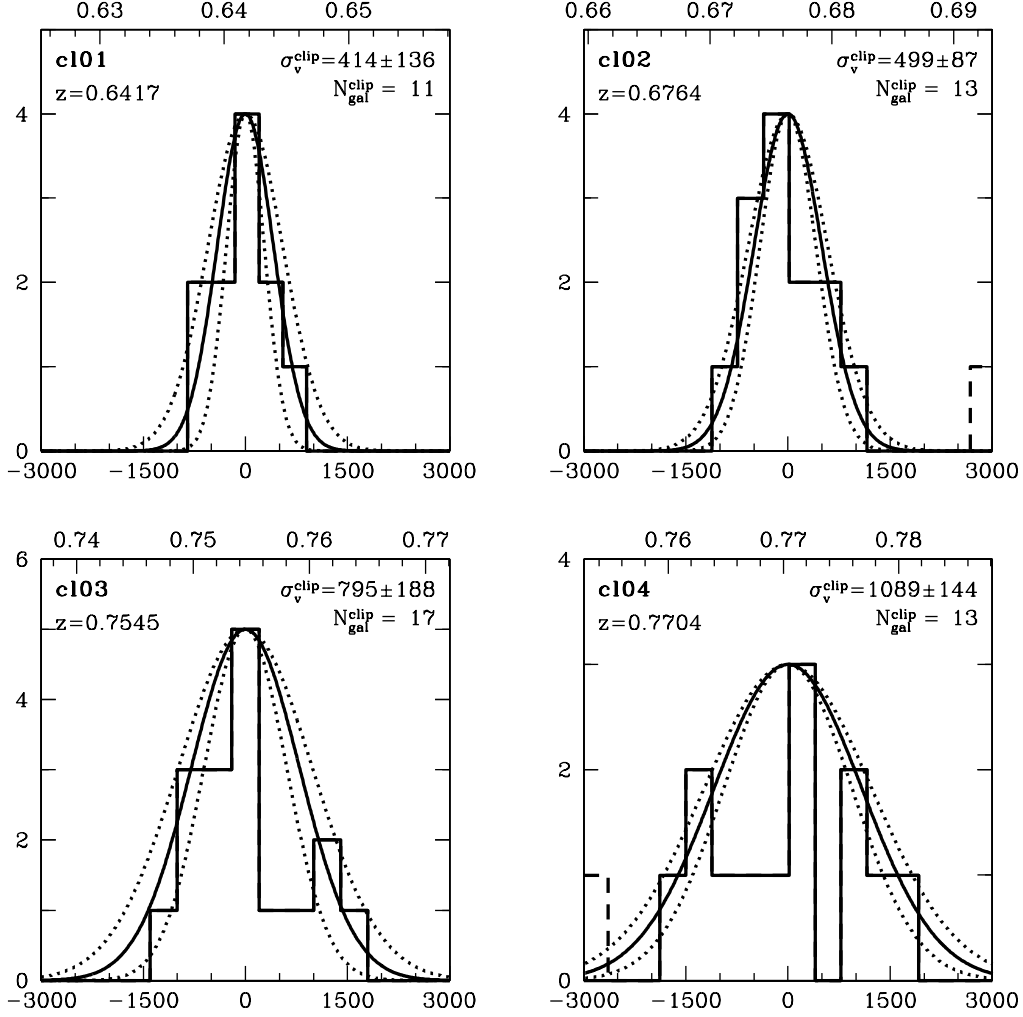 0.63 0.64 0.65
cl01 σ_v^clip=414±136
z=0.6417 N_gal^clip = 11
4
2
0
−3000 −1500 0 1500 3000
0.66 0.67 0.68 0.69
cl02 σ_v^clip=499±87
z=0.6764 N_gal^clip = 13
4
2
0
−3000 −1500 0 1500 3000
0.74 0.75 0.76 0.77
6
cl03 σ_v^clip=795±188
z=0.7545 N_gal^clip = 17
4
2
0
−3000 −1500 0 1500 3000
0.76 0.77 0.78
4
cl04 σ_v^clip=1089±144
z=0.7704 N_gal^clip = 13
2
0
−3000 −1500 0 1500 3000